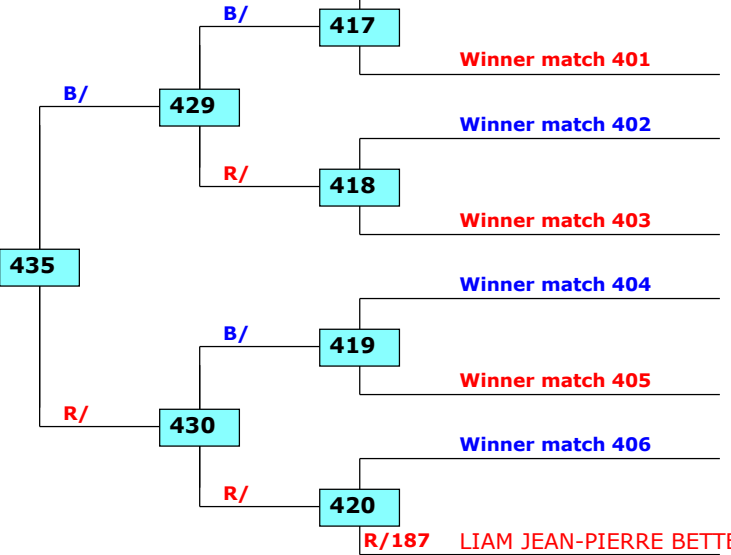 B/
417
Winner match 401
B/
429
Winner match 402
R/
418
Winner match 403
435
Winner match 404
B/
419
Winner match 405
R/
430
Winner match 406
R/
420
R/187 LIAM JEAN-PIERRE